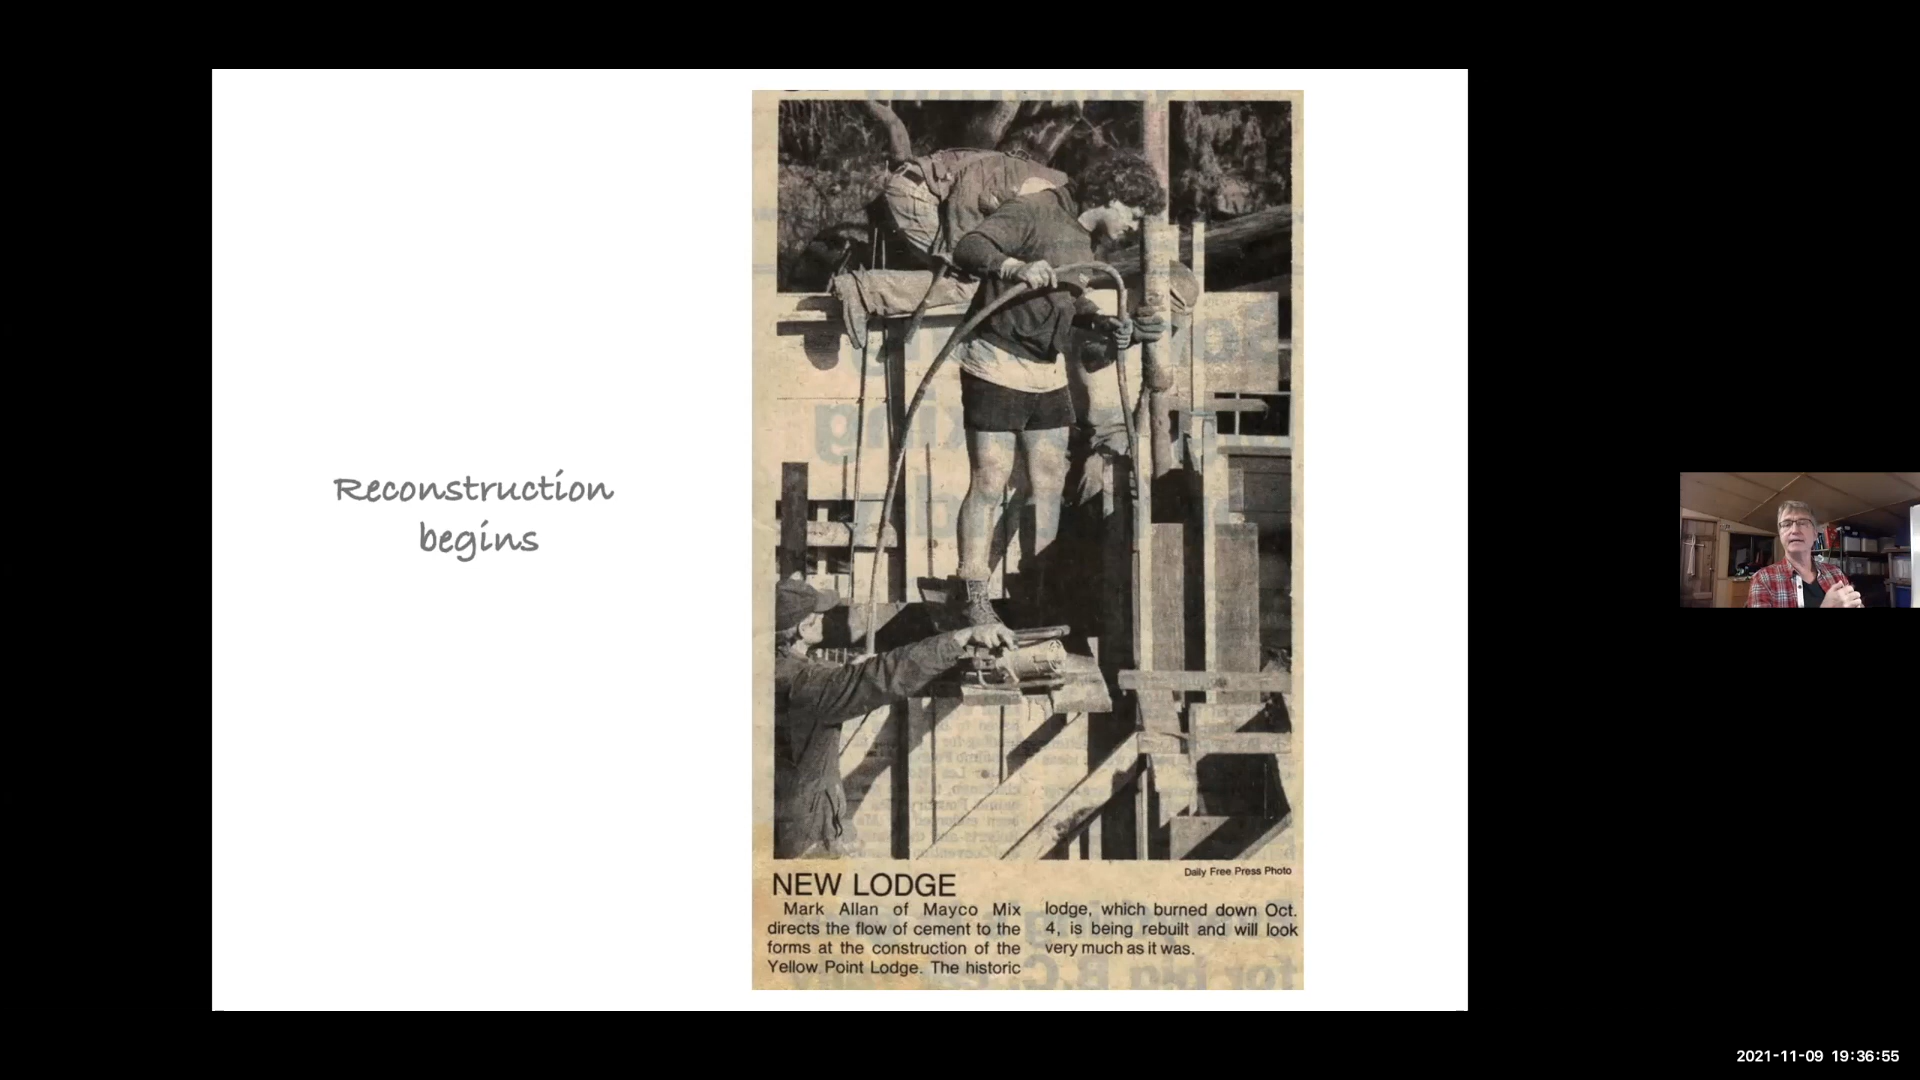 Reconstruction
begins
Daily Free Press Photo
NEW LODGE
Mark Allan of Mayco Mix
directs the flow of cement to the
forms at the construction of the
Yellow Point Lodge. The historic
lodge, which burned down Oct.
4, is being rebuilt and will look
very much as it was.
2021-11-09 19:36:55